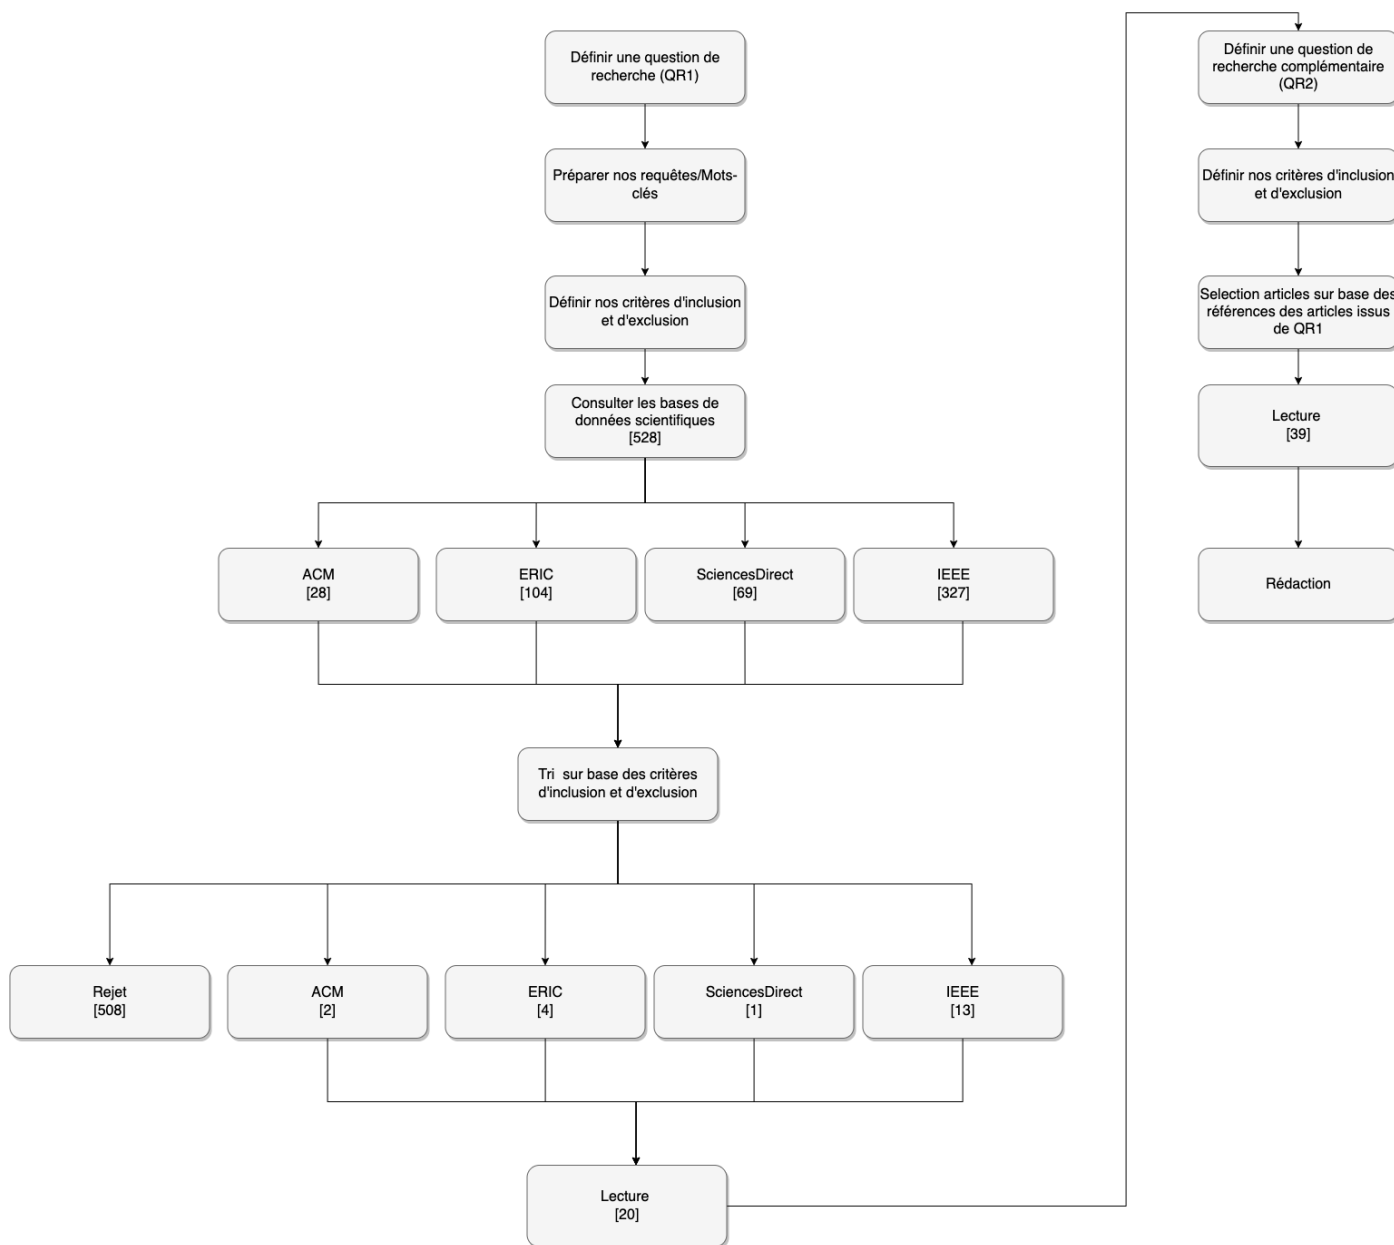 Définir une question de
recherche (QR1)
Préparer nos requêtes/Mots-
clés
Définir nos critères d'inclusion
et d'exclusion
Consulter les bases de
données scientifiques
[528]
ACM
[28]
ERIC
[104]
SciencesDirect
[69]
IEEE
[327]
Tri  sur base des critères
d'inclusion et d'exclusion
Rejet
[508]
ACM
[2]
ERIC
[4]
SciencesDirect
[1]
IEEE
[13]
Lecture
[20]
Définir une question de
recherche complémentaire
(QR2)
Définir nos critères d'inclusion
et d'exclusion
Selection articles sur base des
références des articles issus
de QR1
Lecture
[39]
Rédaction